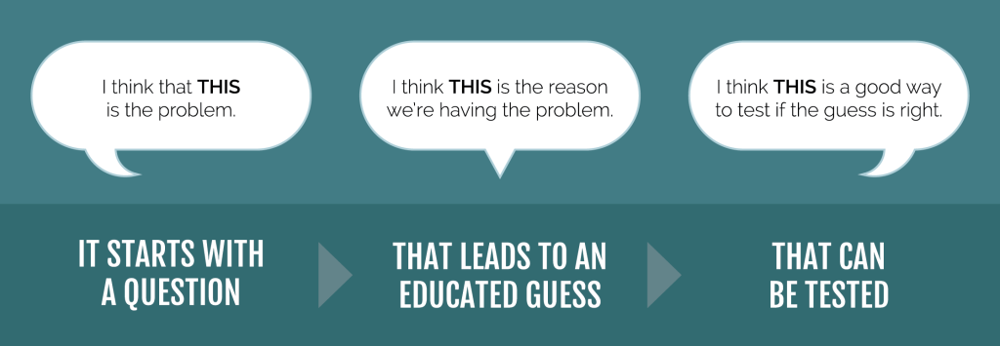 I think that THIS
is the problem.
I think THIS is the reason
we're having the problem.
I think THIS is a good way
to test if the guess is right.
IT STARTS WITH
A QUESTION
THAT LEADS TO AN
EDUCATED GUESS
THAT CAN
BE TESTED